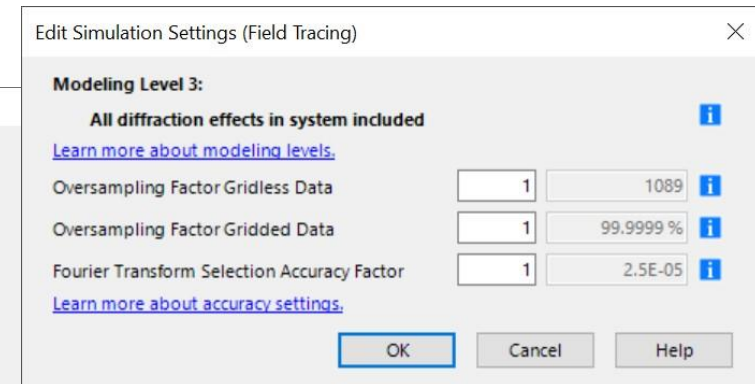 Edit Simulation Settings (Field Tracing)
Modeling Level 3:
All diffraction effects in system included
Learn more about modeling levels.
Oversampling Factor Gridless Data 1 1089
Oversampling Factor Gridded Data 1 99.9999 %
Fourier Transform Selection Accuracy Factor 1 2.5E-05
Learn more about accuracy settings.
OK Cancel Help